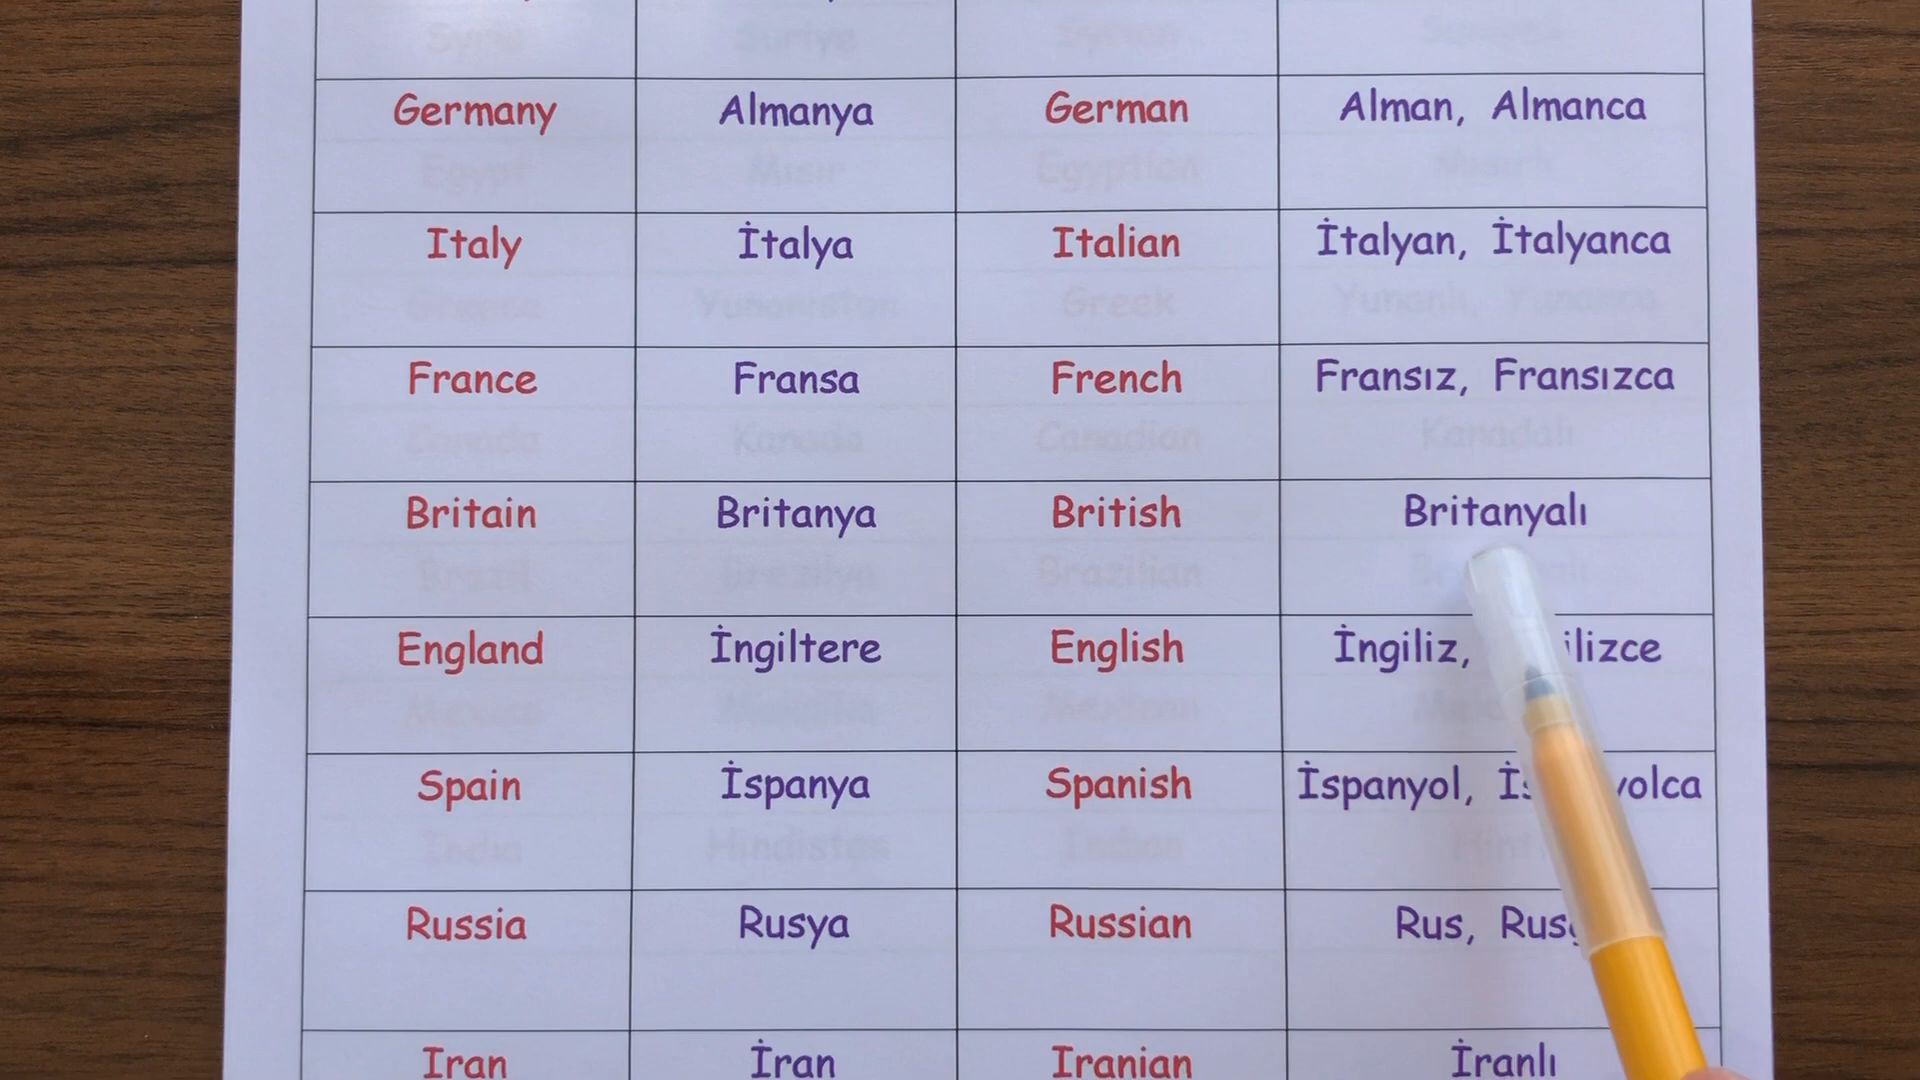 Germany Almanya German Alman, Almanca
Italy İtalya Italian İtalyan, İtalyanca
France Fransa French Fransız, Fransızca
Britain Britanya British Britanyalı
England İngiltere English İngiliz,
Spain İspanya Spanish İspanyol,
Russia Rusya Russian Rus,
Iran İran Iranian İranlı